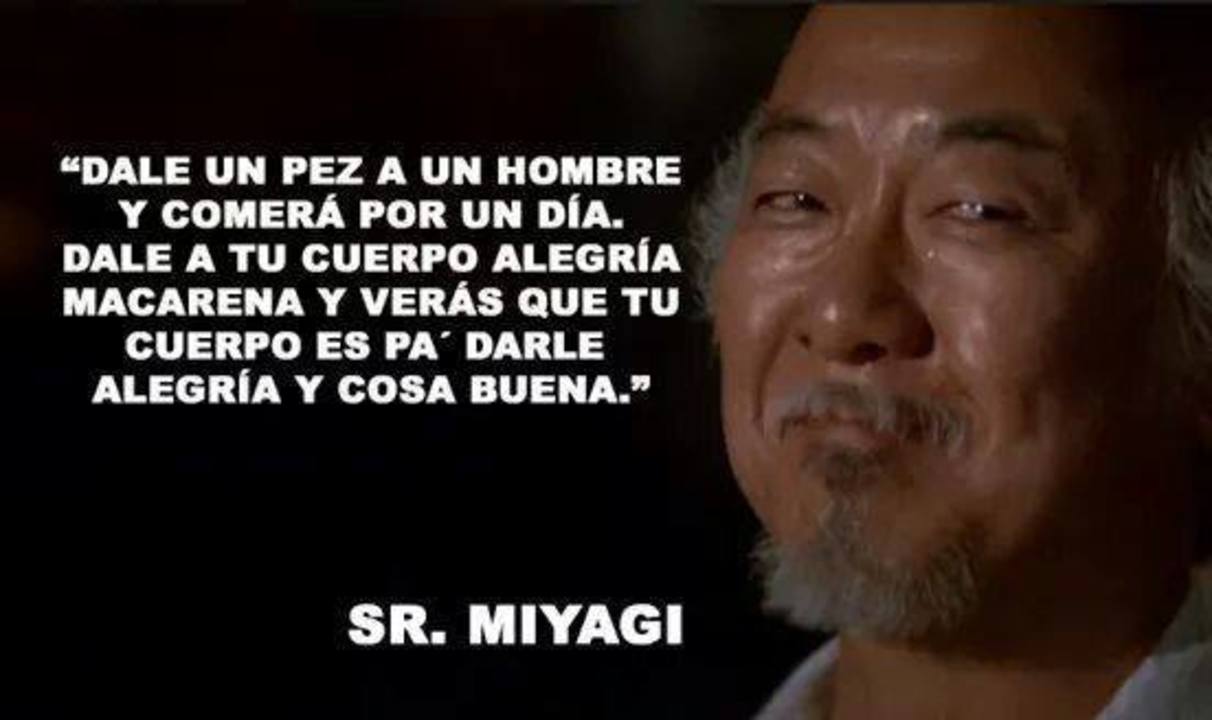 “DALE UN PEZ A UN HOMBRE
Y COMERÁ POR UN DÍA.
DALE A TU CUERPO ALEGRÍA
MACARENA Y VERÁS QUE TU
CUERPO ES PA´ DARLE
ALEGRÍA Y COSA BUENA.”
SR. MIYAGI